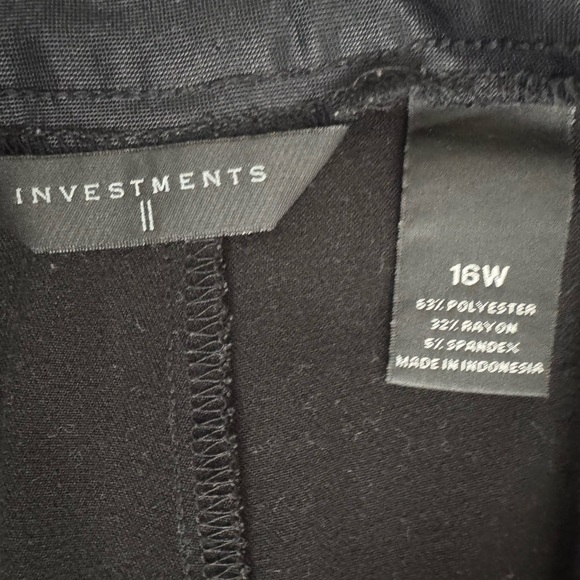 INVESTMENTS
II
16W
63% POLYESTER
32% RAYON
5% SPANDEX
MADE IN INDONESIA